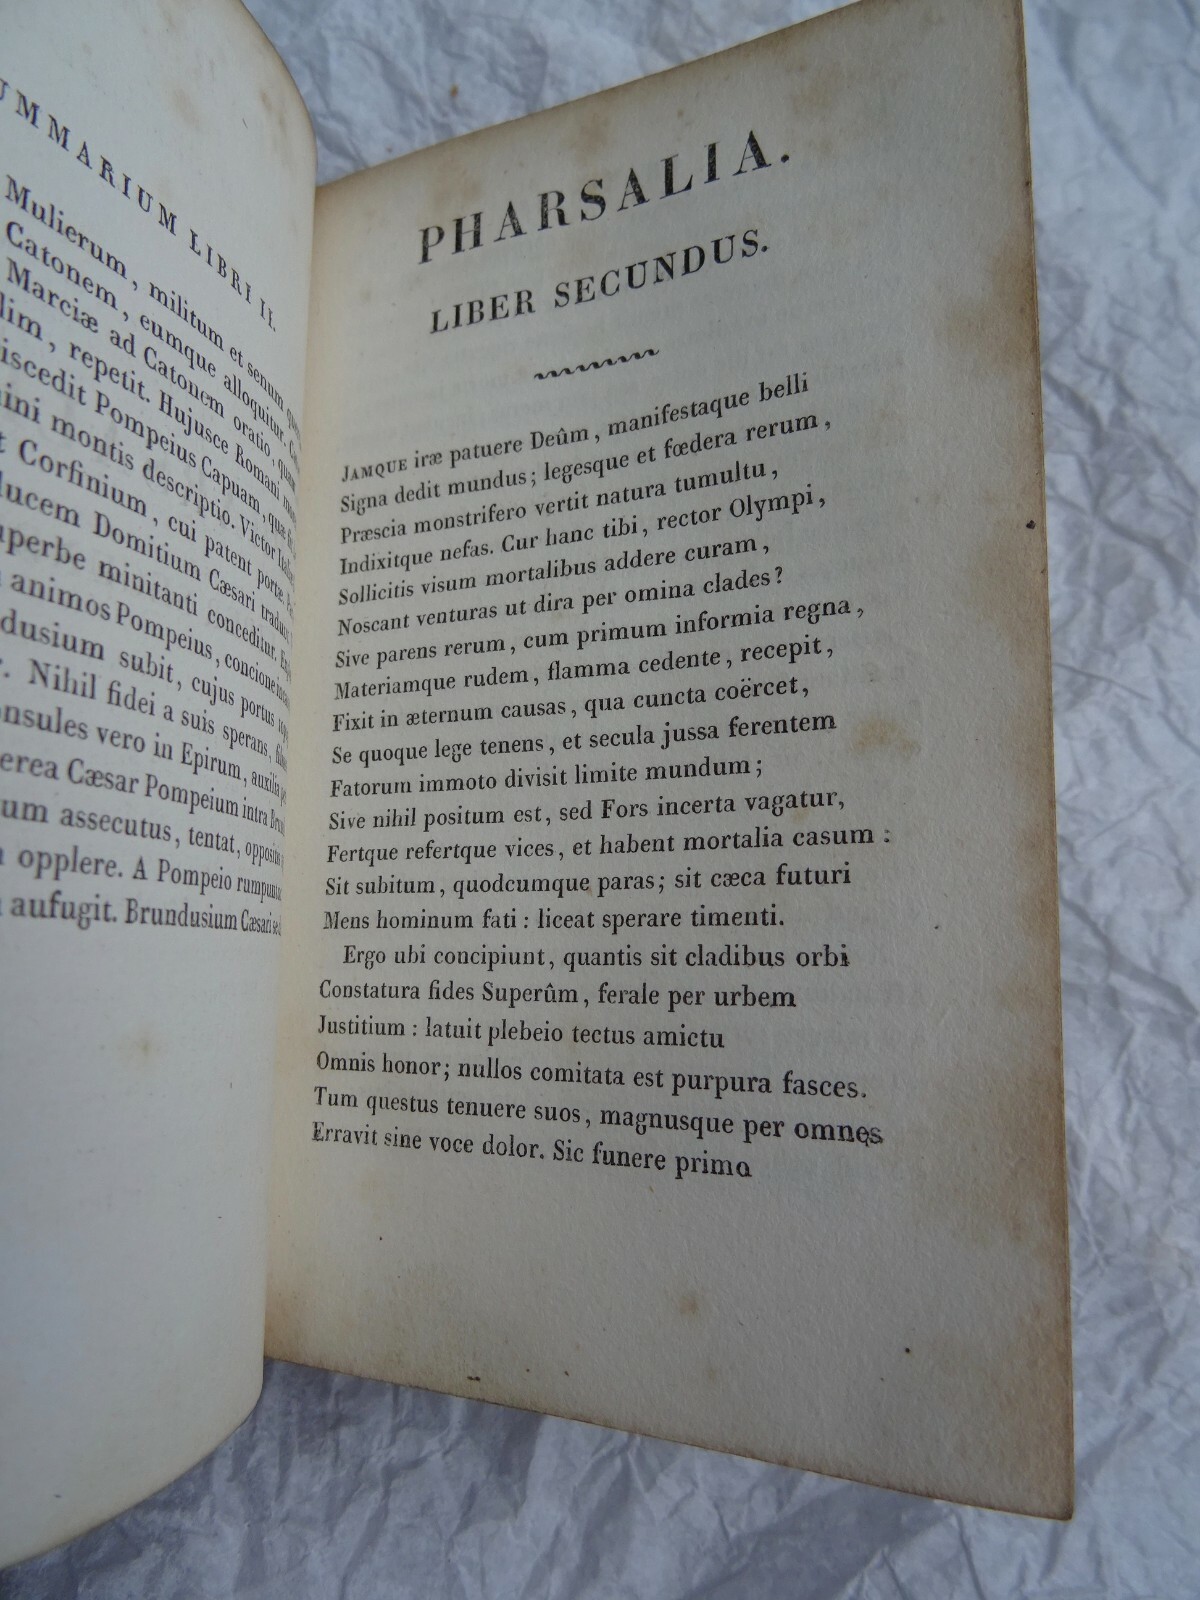 UMMARIUM LIBRI II.
Mulierum, militum et senum
Catonem, eumque alloquitur.
Marciæ ad Catonem oratio, quam
lim, repetit. Hujusce Romani
iscedit Pompeius Capuam, quæ
ini montis descriptio. Victor
t Corfinium, cui patent portæ.
ducem Domitium Cæsari
uperbe minitanti conceditur.
animos Pompeius, concione
dusium subit, cujus portus
r. Nihil fidei a suis sperans,
onsules vero in Epirum, auxilia
erea Cæsar Pompeium intra
um assecutus, tentat,
opplere. A Pompeio
aufugit. Brundusium Cæsari
PHARSALIA.
LIBER SECUNDUS.
JAMQUE iræ patuere Deûm, manifestaque belli
Signa dedit mundus; legesque et fœdera rerum,
Præscia monstrifero vertit natura tumultu,
Indixitque nefas. Cur hanc tibi, rector Olympi,
Sollicitis visum mortalibus addere curam,
Noscant venturas ut dira per omina clades?
Sive parens rerum, cum primum informia regna,
Materiamque rudem, flamma cedente, recepit,
Fixit in æternum causas, qua cuncta coërcet,
Se quoque lege tenens, et secula jussa ferentem
Fatorum immoto divisit limite mundum;
Sive nihil positum est, sed Fors incerta vagatur,
Fertque refertque vices, et habent mortalia casum:
Sit subitum, quodcumque paras; sit cæca futuri
Mens hominum fati: liceat sperare timenti.
Ergo ubi concipiunt, quantis sit cladibus orbi
Constatura fides Superûm, ferale per urbem
Justitium: latuit plebeio tectus amictu
Omnis honor; nullos comitata est purpura fasces.
Tum questus tenuere suos, magnusque per omnes
Erravit sine voce dolor. Sic funere primo